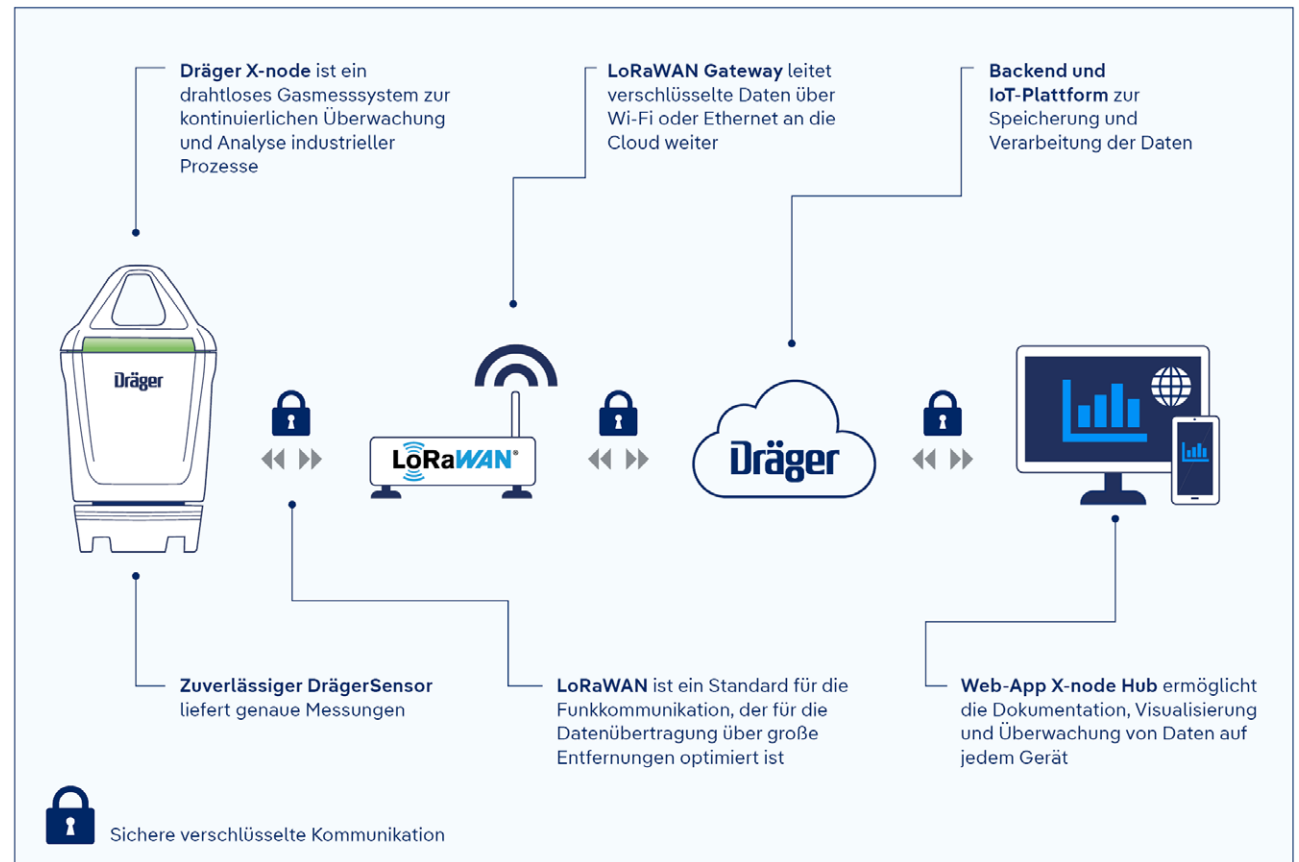 Dräger X-node ist ein
drahtloses Gasmesssystem zur
kontinuierlichen Überwachung
und Analyse industrieller
Prozesse
LoRaWAN Gateway leitet
verschlüsselte Daten über
Wi-Fi oder Ethernet an die
Cloud weiter
Backend und
IoT-Plattform zur
Speicherung und
Verarbeitung der Daten
Dräger
LoRaWAN®
Dräger
Zuverlässiger DrägerSensor
liefert genaue Messungen
LoRaWAN ist ein Standard für die
Funkkommunikation, der für die
Datenübertragung über große
Entfernungen optimiert ist
Web-App X-node Hub ermöglicht
die Dokumentation, Visualisierung
und Überwachung von Daten auf
jedem Gerät
Sichere verschlüsselte Kommunikation